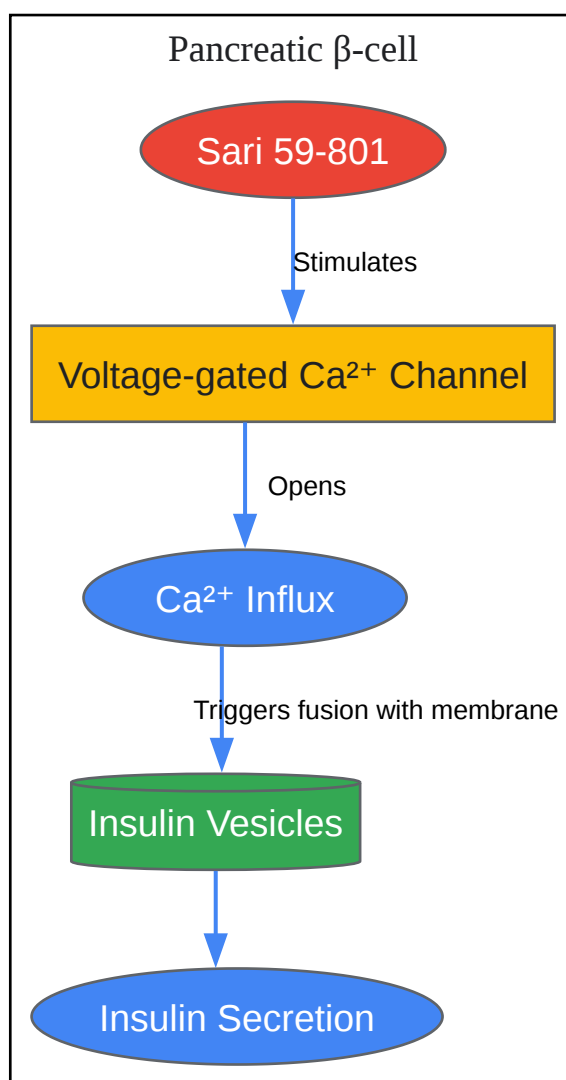 Pancreatic β-cell
Sari 59-801
Stimulates
Voltage-gated Ca²⁺ Channel
Opens
Ca²⁺ Influx
Triggers fusion with membrane
Insulin Vesicles
Insulin Secretion